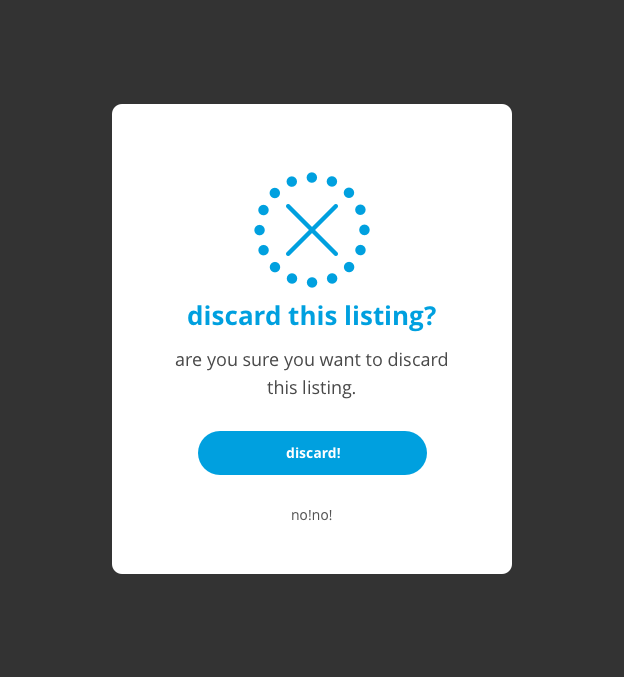 discard this listing?
are you sure you want to discard
this listing.
discard!
no!no!